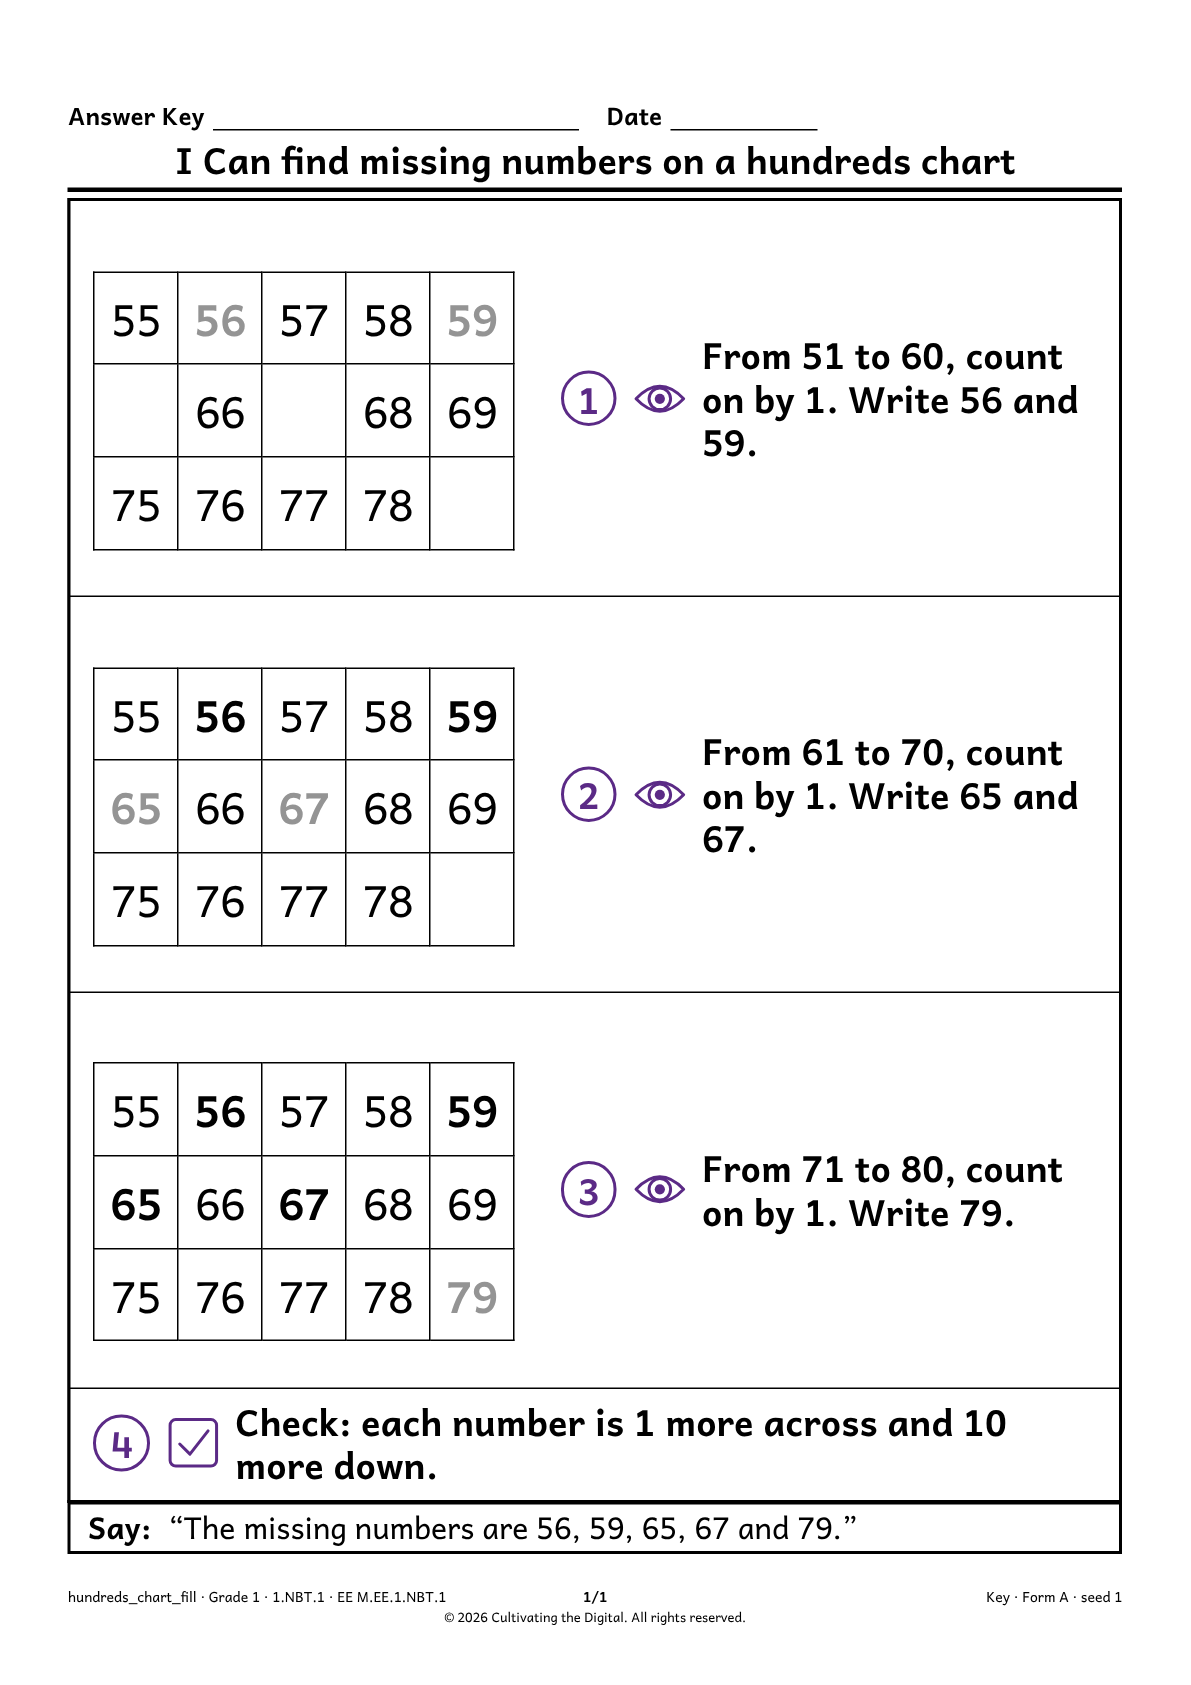 Answer Key Date
I Can find missing numbers on a hundreds chart
55 56 57 58 59
66 68 69
75 76 77 78
1 From 51 to 60, count
on by 1. Write 56 and
59.
55 56 57 58 59
65 66 67 68 69
75 76 77 78
2 From 61 to 70, count
on by 1. Write 65 and
67.
55 56 57 58 59
65 66 67 68 69
75 76 77 78 79
3 From 71 to 80, count
on by 1. Write 79.
4 Check: each number is 1 more across and 10
more down.
Say: “The missing numbers are 56, 59, 65, 67 and 79.”
hundreds_chart_fill · Grade 1 · 1.NBT.1 · EE M.EE.1.NBT.1 1/1 Key · Form A · seed 1
© 2026 Cultivating the Digital. All rights reserved.